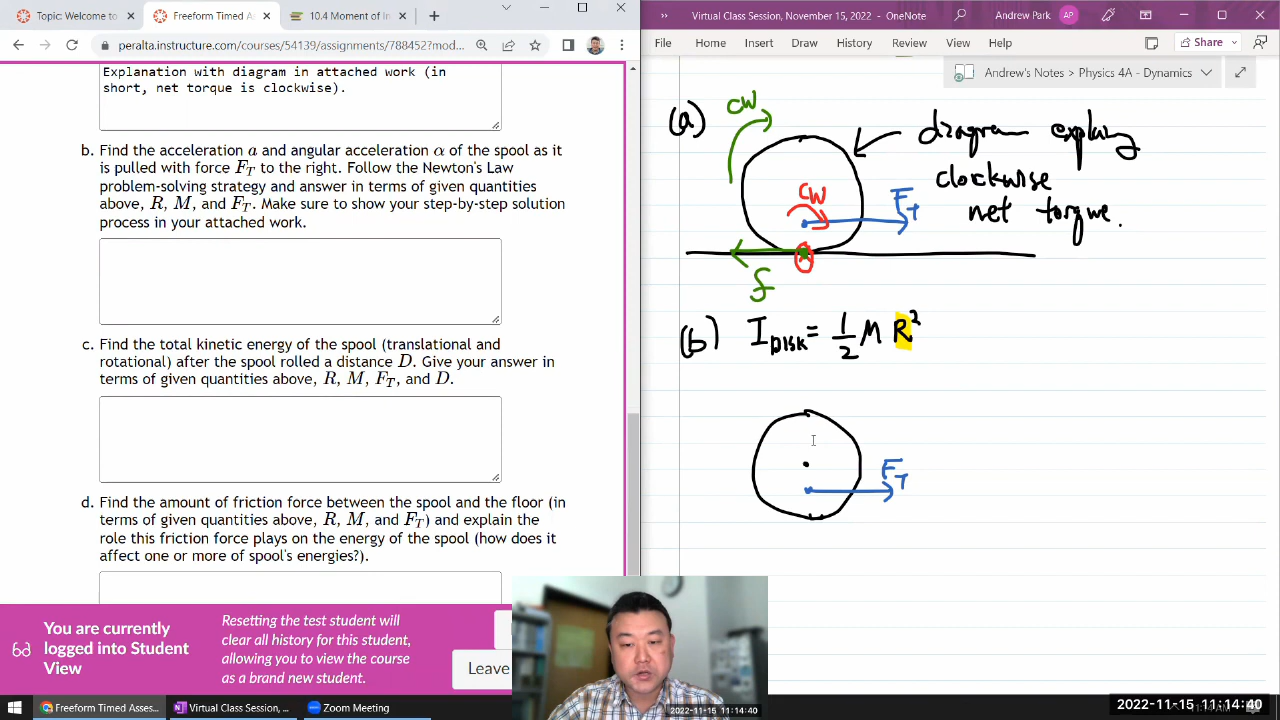 Topic Welcome to
Freeform Timed As
10.4 Moment of In
peralta.instructure.com/courses/54139/assignments/788452?mod...
Explanation with diagram in attached work (in
short, net torque is clockwise).
b. Find the acceleration a and angular acceleration α of the spool as it
is pulled with force F_T to the right. Follow the Newton's Law
problem-solving strategy and answer in terms of given quantities
above, R, M, and F_T. Make sure to show your step-by-step solution
process in your attached work.
c. Find the total kinetic energy of the spool (translational and
rotational) after the spool rolled a distance D. Give your answer in
terms of given quantities above, R, M, F_T, and D.
d. Find the amount of friction force between the spool and the floor (in
terms of given quantities above, R, M, and F_T) and explain the
role this friction force plays on the energy of the spool (how does it
affect one or more of spool's energies?).
You are currently
logged into Student
View
Resetting the test student will
clear all history for this student,
allowing you to view the course
as a brand new student.
Leave
Virtual Class Session, November 15, 2022 - OneNote
Andrew Park
AP
File Home Insert Draw History Review View Help
Share
Andrew's Notes > Physics 4A - Dynamics
(a)
CW
diagram explaing
clockwise
net torque.
CW
F_T
f
(b) I_DISK = 1/2 M R²
F_T
2022-11-15 11:14:40
Freeform Timed Asses...
Virtual Class Session, ...
Zoom Meeting
2022-11-15 11:14:40